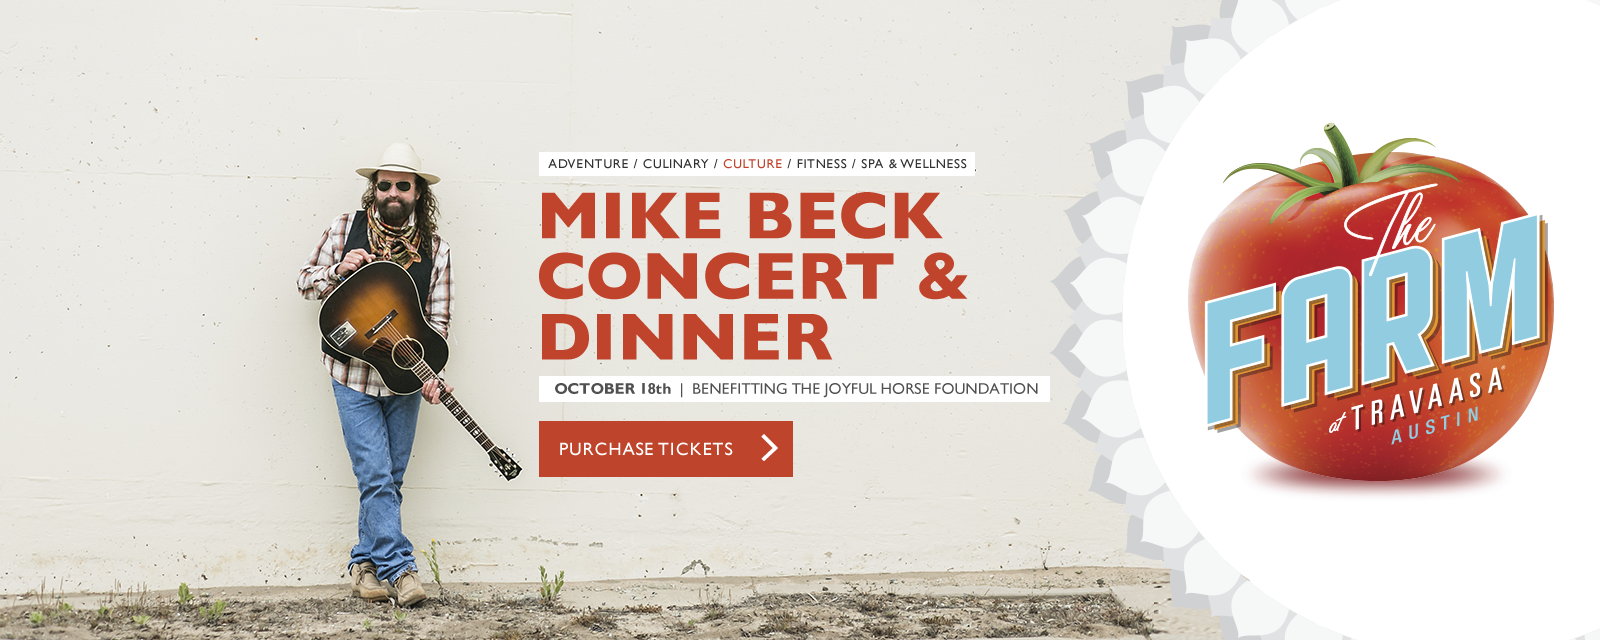 ADVENTURE / CULINARY / CULTURE / FITNESS / SPA & WELLNESS
MIKE BECK
CONCERT &
DINNER
OCTOBER 18th | BENEFITTING THE JOYFUL HORSE FOUNDATION
PURCHASE TICKETS
The
FARM
at TRAVAASA
AUSTIN